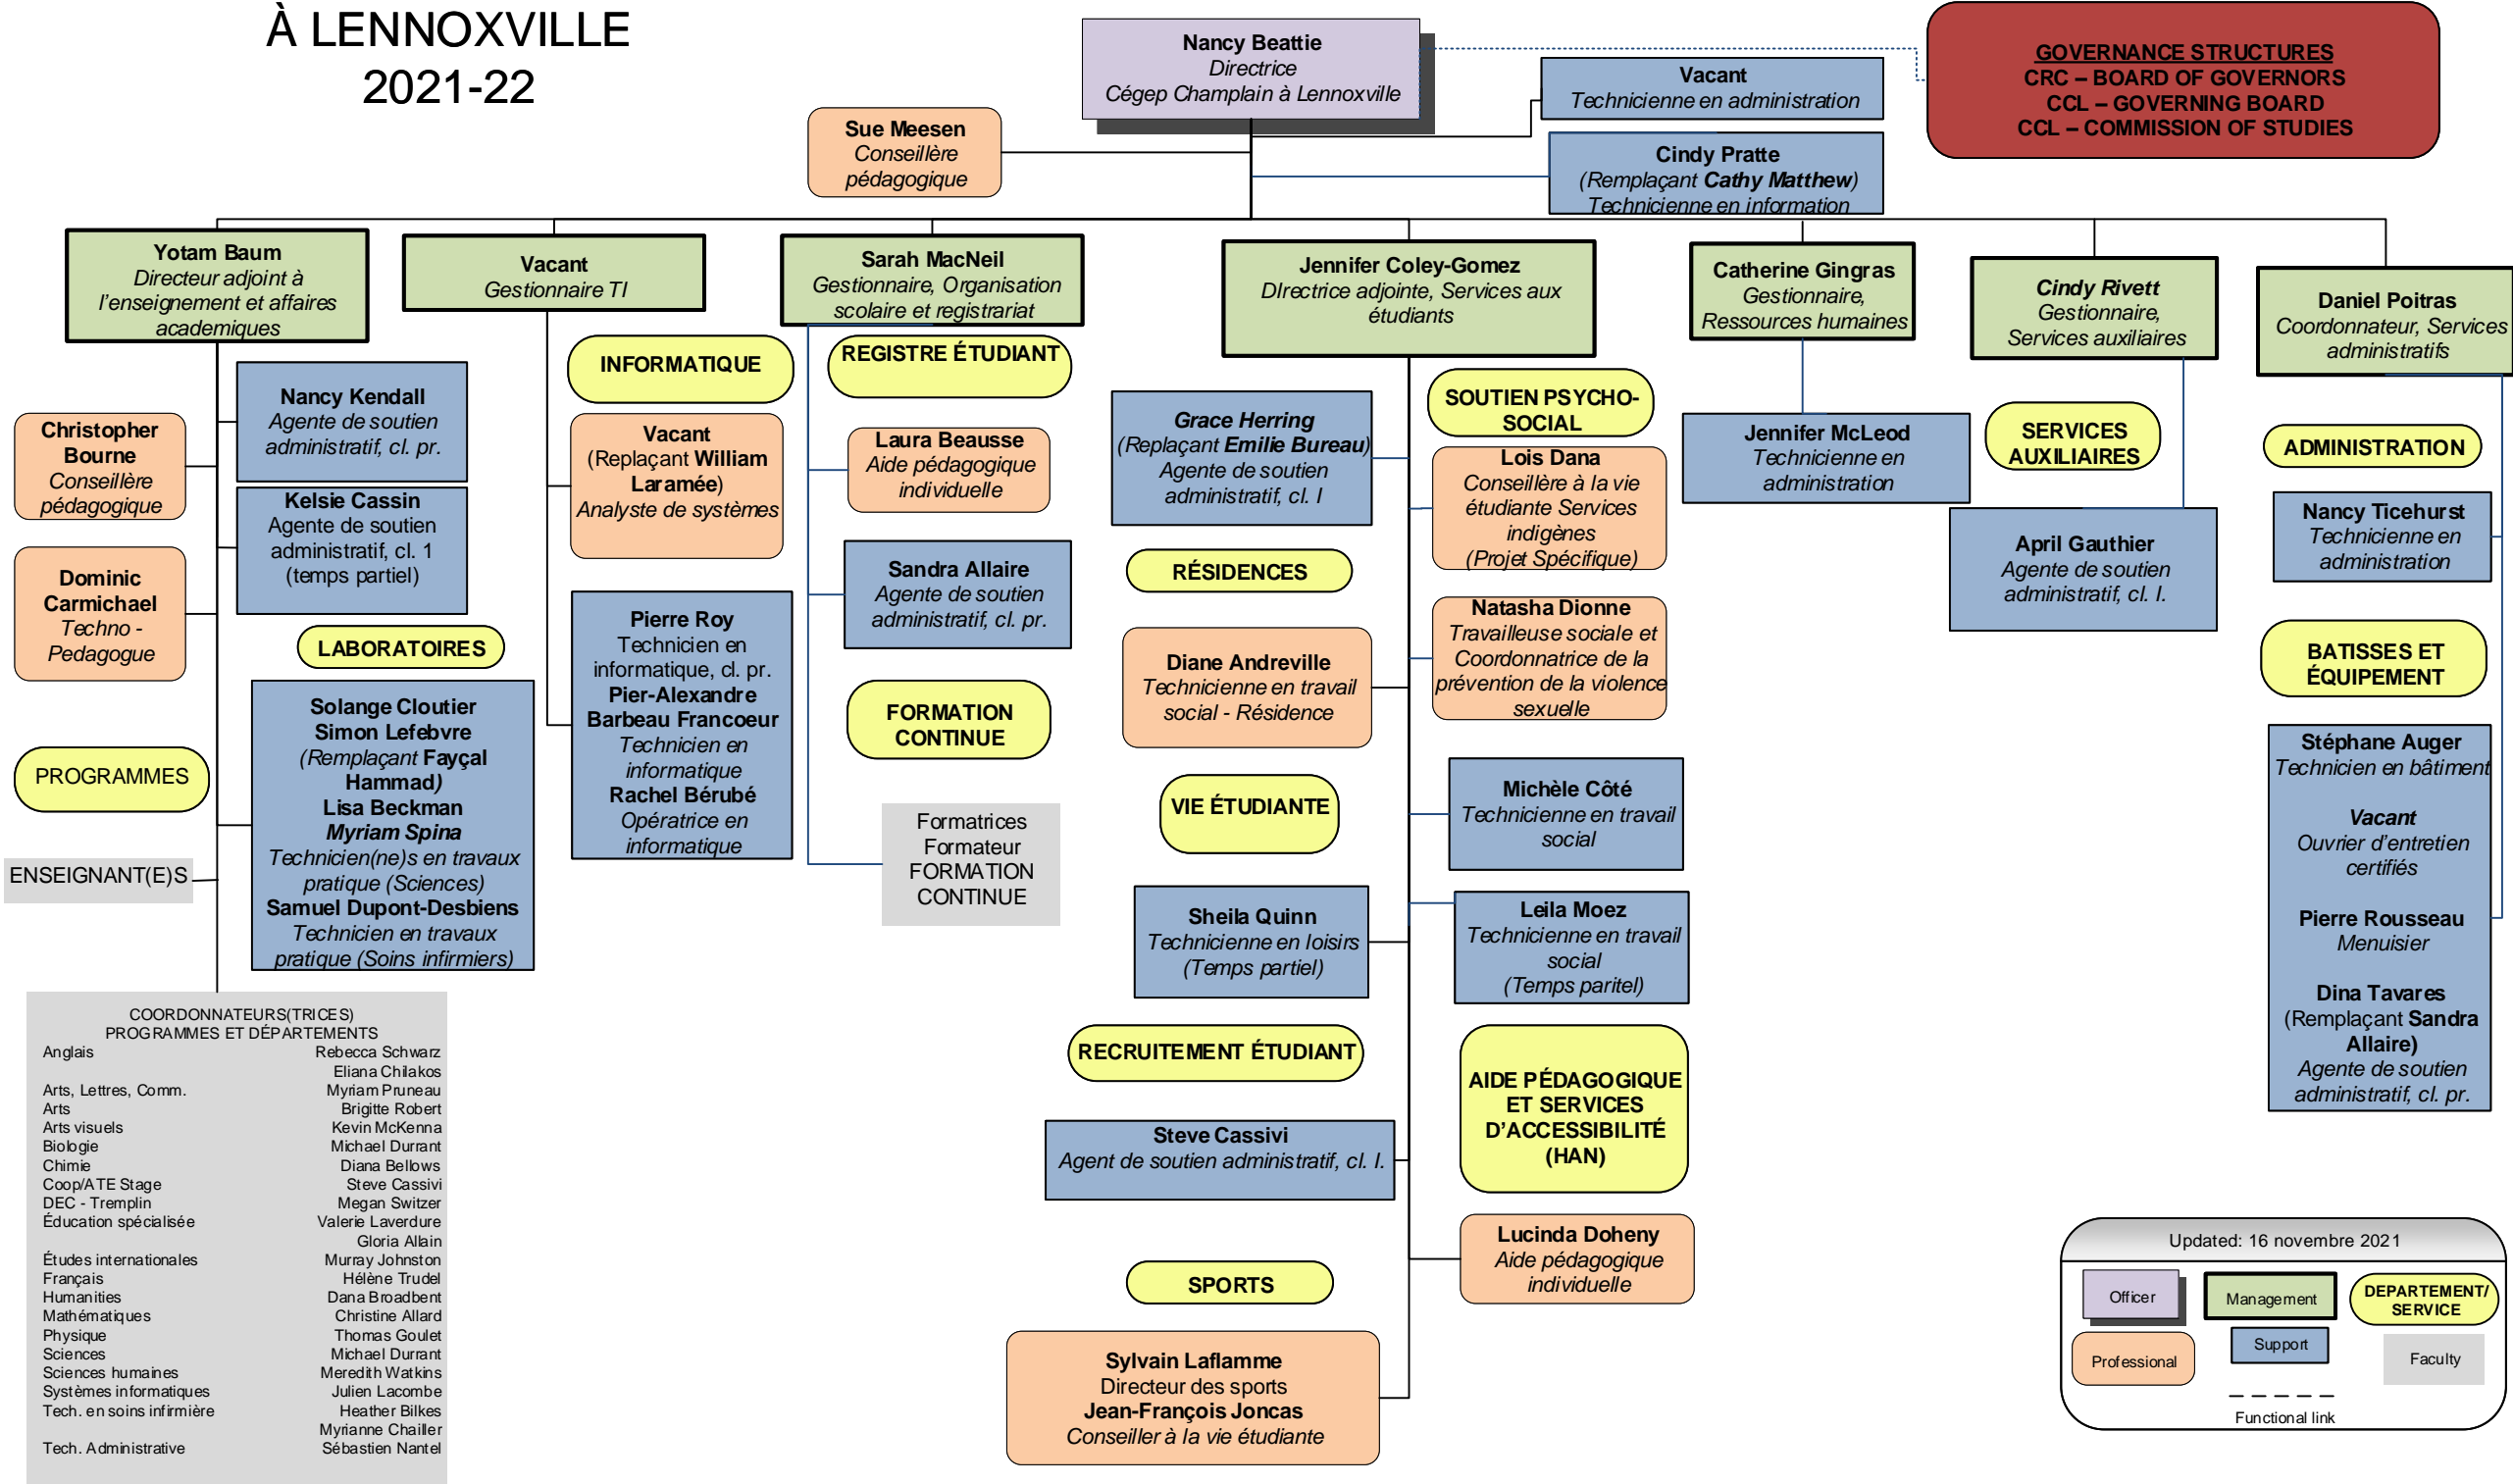 À LENNOXVILLE
2021-22
Nancy Beattie
Directrice
Cégep Champlain à Lennoxville
GOVERNANCE STRUCTURES
CRC – BOARD OF GOVERNORS
CCL – GOVERNING BOARD
CCL – COMMISSION OF STUDIES
Vacant
Technicienne en administration
Sue Meesen
Conseillère
pédagogique
Cindy Pratte
(Remplaçant Cathy Matthew)
Technicienne en information
Yotam Baum
Directeur adjoint à
l'enseignement et affaires
academiques
Vacant
Gestionnaire TI
Sarah MacNeil
Gestionnaire, Organisation
scolaire et registrariat
Jennifer Coley-Gomez
DIrectrice adjointe, Services aux
étudiants
Catherine Gingras
Gestionnaire,
Ressources humaines
Cindy Rivett
Gestionnaire,
Services auxiliaires
Daniel Poitras
Coordonnateur, Services
administratifs
Nancy Kendall
Agente de soutien
administratif, cl. pr.
Christopher
Bourne
Conseillère
pédagogique
Kelsie Cassin
Agente de soutien
administratif, cl. 1
(temps partiel)
Dominic
Carmichael
Techno -
Pedagogue
LABORATOIRES
Solange Cloutier
Simon Lefebvre
(Remplaçant Fayçal
Hammad)
Lisa Beckman
Myriam Spina
Technicien(ne)s en travaux
pratique (Sciences)
Samuel Dupont-Desbiens
Technicien en travaux
pratique (Soins infirmiers)
PROGRAMMES
ENSEIGNANT(E)S
COORDONNATEURS(TRICES)
PROGRAMMES ET DÉPARTEMENTS
Anglais Rebecca Schwarz
Eliana Chilakos
Arts, Lettres, Comm. Myriam Pruneau
Arts Brigitte Robert
Arts visuels Kevin McKenna
Biologie Michael Durrant
Chimie Diana Bellows
Coop/ATE Stage Steve Cassivi
DEC - Tremplin Megan Switzer
Éducation spécialisée Valerie Laverdure
Gloria Allain
Études internationales Murray Johnston
Français Hélène Trudel
Humanities Dana Broadbent
Mathématiques Christine Allard
Physique Thomas Goulet
Sciences Michael Durrant
Sciences humaines Meredith Watkins
Systèmes informatiques Julien Lacombe
Tech. en soins infirmière Heather Bilkes
Myrianne Chailler
Tech. Administrative Sébastien Nantel
INFORMATIQUE
Vacant
(Replaçant William
Laramée)
Analyste de systèmes
Pierre Roy
Technicien en
informatique, cl. pr.
Pier-Alexandre
Barbeau Francoeur
Technicien en
informatique
Rachel Bérubé
Opératrice en
informatique
REGISTRE ÉTUDIANT
Laura Beausse
Aide pédagogique
individuelle
Sandra Allaire
Agente de soutien
administratif, cl. pr.
FORMATION
CONTINUE
Formatrices
Formateur
FORMATION
CONTINUE
Grace Herring
(Replaçant Emilie Bureau)
Agente de soutien
administratif, cl. I
SOUTIEN PSYCHO-
SOCIAL
Lois Dana
Conseillère à la vie
étudiante Services
indigènes
(Projet Spécifique)
RÉSIDENCES
Natasha Dionne
Travailleuse sociale et
Coordonnatrice de la
prévention de la violence
sexuelle
Diane Andreville
Technicienne en travail
social - Résidence
VIE ÉTUDIANTE
Michèle Côté
Technicienne en travail
social
Sheila Quinn
Technicienne en loisirs
(Temps partiel)
Leila Moez
Technicienne en travail
social
(Temps paritel)
RECRUITEMENT ÉTUDIANT
AIDE PÉDAGOGIQUE
ET SERVICES
D'ACCESSIBILITÉ
(HAN)
Steve Cassivi
Agent de soutien administratif, cl. I.
Lucinda Doheny
Aide pédagogique
individuelle
SPORTS
Sylvain Laflamme
Directeur des sports
Jean-François Joncas
Conseiller à la vie étudiante
Jennifer McLeod
Technicienne en
administration
SERVICES
AUXILIAIRES
April Gauthier
Agente de soutien
administratif, cl. I.
ADMINISTRATION
Nancy Ticehurst
Technicienne en
administration
BATISSES ET
ÉQUIPEMENT
Stéphane Auger
Technicien en bâtiment
Vacant
Ouvrier d'entretien
certifiés
Pierre Rousseau
Menuisier
Dina Tavares
(Remplaçant Sandra
Allaire)
Agente de soutien
administratif, cl. pr.
Updated: 16 novembre 2021
Officer
Management
DEPARTEMENT/
SERVICE
Professional
Support
Faculty
Functional link